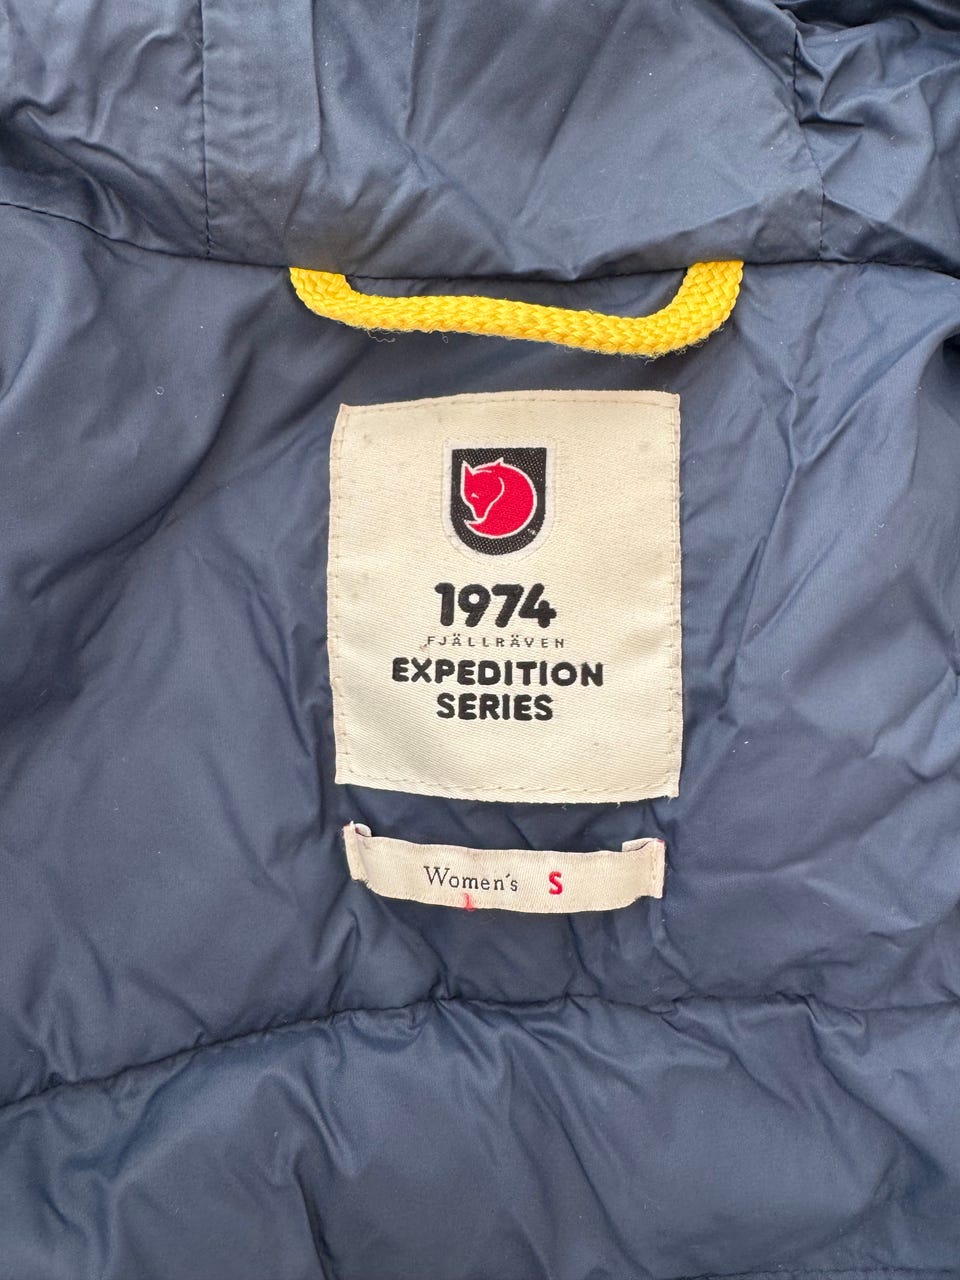 1974
FJÄLLRÄVEN
EXPEDITION
SERIES
Women's S